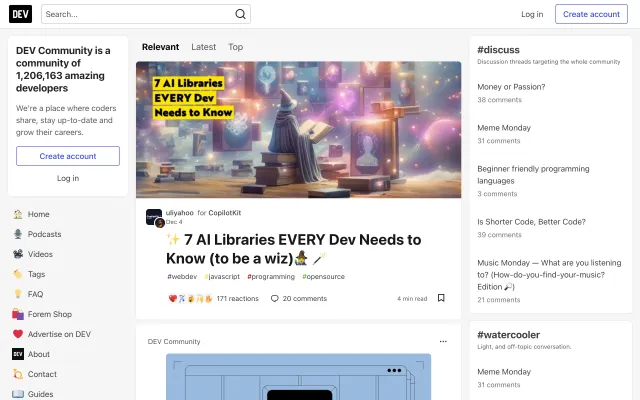 DEV
Search...
Log in
Create account
DEV Community is a
community of
1,206,163 amazing
developers
We're a place where coders
share, stay up-to-date and
grow their careers.
Create account
Log in
Home
Podcasts
Videos
Tags
FAQ
Forem Shop
Advertise on DEV
DEV
About
Contact
Guides
Relevant
Latest
Top
7 AI Libraries
EVERY Dev
Needs to Know
uliyahoo for CopilotKit
Dec 4
✨ 7 AI Libraries EVERY Dev Needs to
Know (to be a wiz)🧙‍♂️ 🪄
#webdev #javascript #programming #opensource
171 reactions
20 comments
4 min read
DEV Community
#discuss
Discussion threads targeting the whole community
Money or Passion?
38 comments
Meme Monday
31 comments
Beginner friendly programming
languages
3 comments
Is Shorter Code, Better Code?
39 comments
Music Monday — What are you listening
to? (How-do-you-find-your-music?
Edition 🔎)
21 comments
#watercooler
Light, and off-topic conversation.
Meme Monday
31 comments